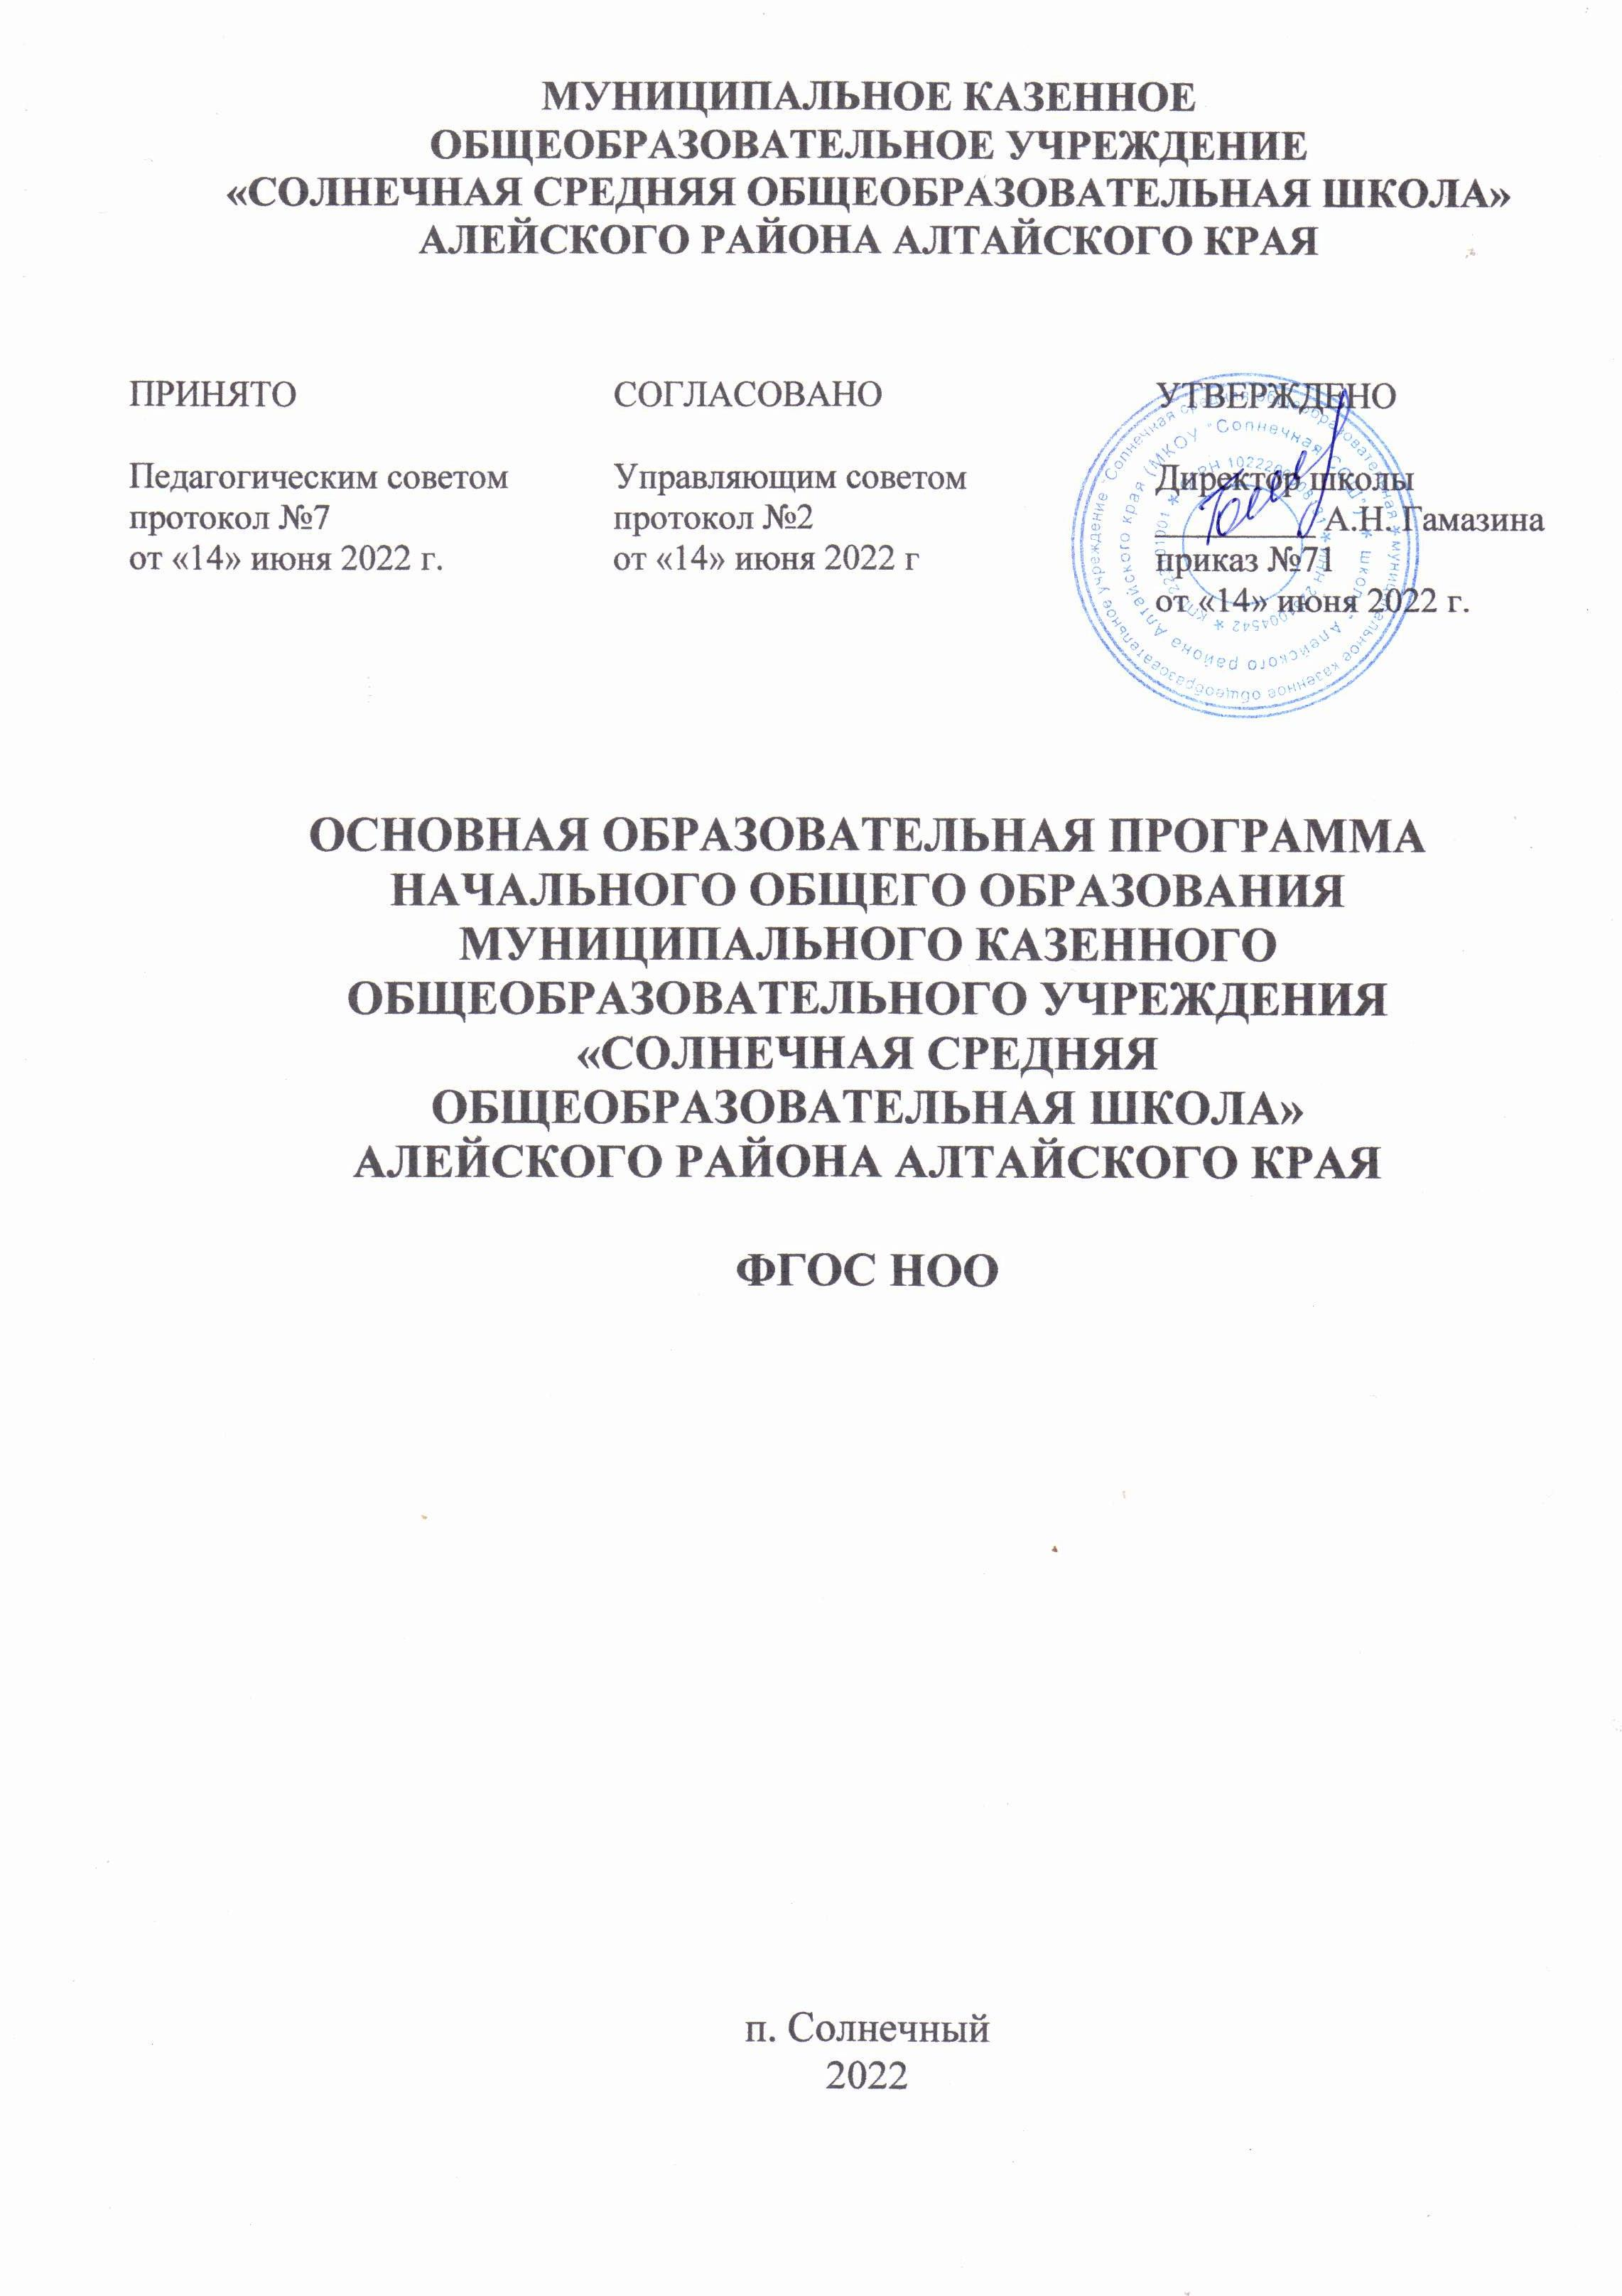 МУНИЦИПАЛЬНОЕ КАЗЕННОЕ
ОБЩЕОБРАЗОВАТЕЛЬНОЕ УЧРЕЖДЕНИЕ
«СОЛНЕЧНАЯ СРЕДНЯЯ ОБЩЕОБРАЗОВАТЕЛЬНАЯ ШКОЛА»
АЛЕЙСКОГО РАЙОНА АЛТАЙСКОГО КРАЯ
ПРИНЯТО
Педагогическим советом
протокол №7
от «14» июня 2022 г.
СОГЛАСОВАНО
Управляющим советом
протокол №2
от «14» июня 2022 г
УТВЕРЖДЕНО
Директор школы
А.Н. Гамазина
приказ №71
от «14» июня 2022 г.
ОСНОВНАЯ ОБРАЗОВАТЕЛЬНАЯ ПРОГРАММА
НАЧАЛЬНОГО ОБЩЕГО ОБРАЗОВАНИЯ
МУНИЦИПАЛЬНОГО КАЗЕННОГО
ОБЩЕОБРАЗОВАТЕЛЬНОГО УЧРЕЖДЕНИЯ
«СОЛНЕЧНАЯ СРЕДНЯЯ
ОБЩЕОБРАЗОВАТЕЛЬНАЯ ШКОЛА»
АЛЕЙСКОГО РАЙОНА АЛТАЙСКОГО КРАЯ
ФГОС НОО
п. Солнечный
2022